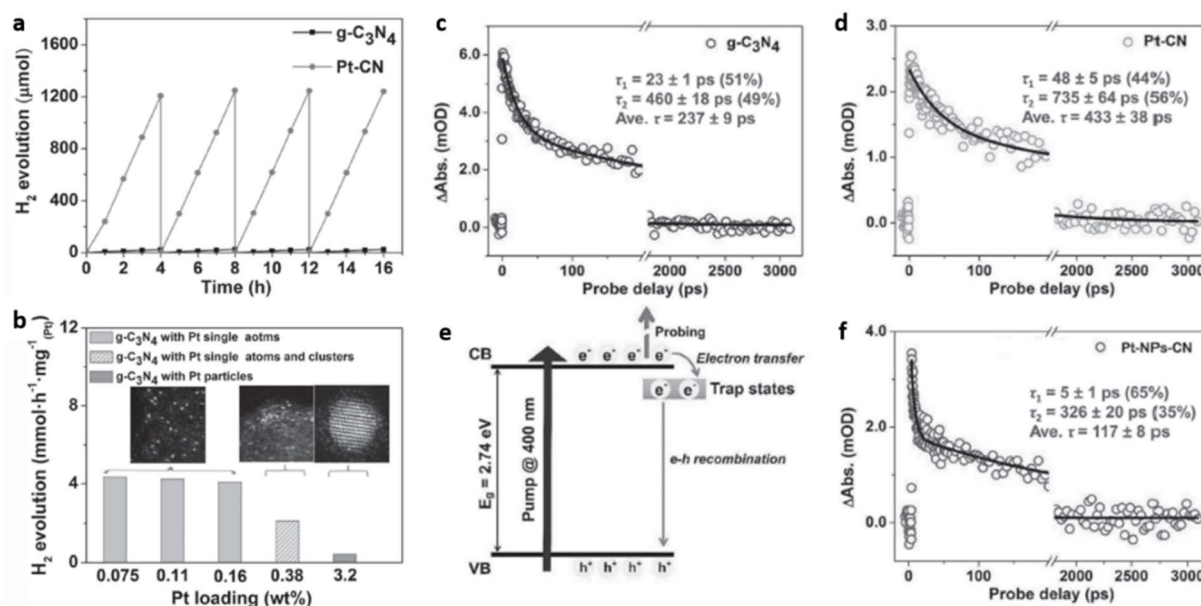 a
1600
1200
800
400
0
H₂ evolution (μmol)
g-C₃N₄
Pt-CN
0 2 4 6 8 10 12 14 16
Time (h)
b
12
8
4
0
H₂ evolution (mmol·h⁻¹·mg⁻¹(Pt))
g-C₃N₄ with Pt single aotms
g-C₃N₄ with Pt single atoms and clusters
g-C₃N₄ with Pt particles
0.075 0.11 0.16 0.38 3.2
Pt loading (wt%)
c
6.0
4.0
2.0
0.0
ΔAbs. (mOD)
g-C₃N₄
τ₁ = 23 ± 1 ps (51%)
τ₂ = 460 ± 18 ps (49%)
Ave. τ = 237 ± 9 ps
0 100 2000 2500 3000
Probe delay (ps)
d
3.0
2.0
1.0
0.0
ΔAbs. (mOD)
Pt-CN
τ₁ = 48 ± 5 ps (44%)
τ₂ = 735 ± 64 ps (56%)
Ave. τ = 433 ± 38 ps
0 100 2000 2500 3000
Probe delay (ps)
e
Probing
CB
e⁻ e⁻ e⁻ e⁻
Electron transfer
e⁻ e⁻
Trap states
E_g = 2.74 eV
Pump @ 400 nm
e-h recombination
VB
h⁺ h⁺ h⁺ h⁺
f
4.0
2.0
0.0
ΔAbs. (mOD)
Pt-NPs-CN
τ₁ = 5 ± 1 ps (65%)
τ₂ = 326 ± 20 ps (35%)
Ave. τ = 117 ± 8 ps
0 100 2000 2500 3000
Probe delay (ps)